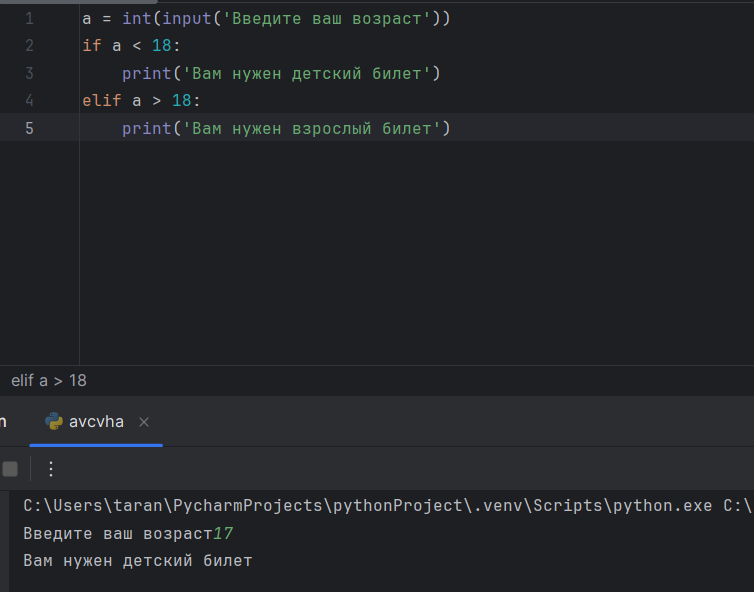 1 a = int(input('Введите ваш возраст'))
2 if a < 18:
3     print('Вам нужен детский билет')
4 elif a > 18:
5     print('Вам нужен взрослый билет')
elif a > 18
avcvha ×
C:\Users\taran\PycharmProjects\pythonProject\.venv\Scripts\python.exe C:\
Введите ваш возраст17
Вам нужен детский билет